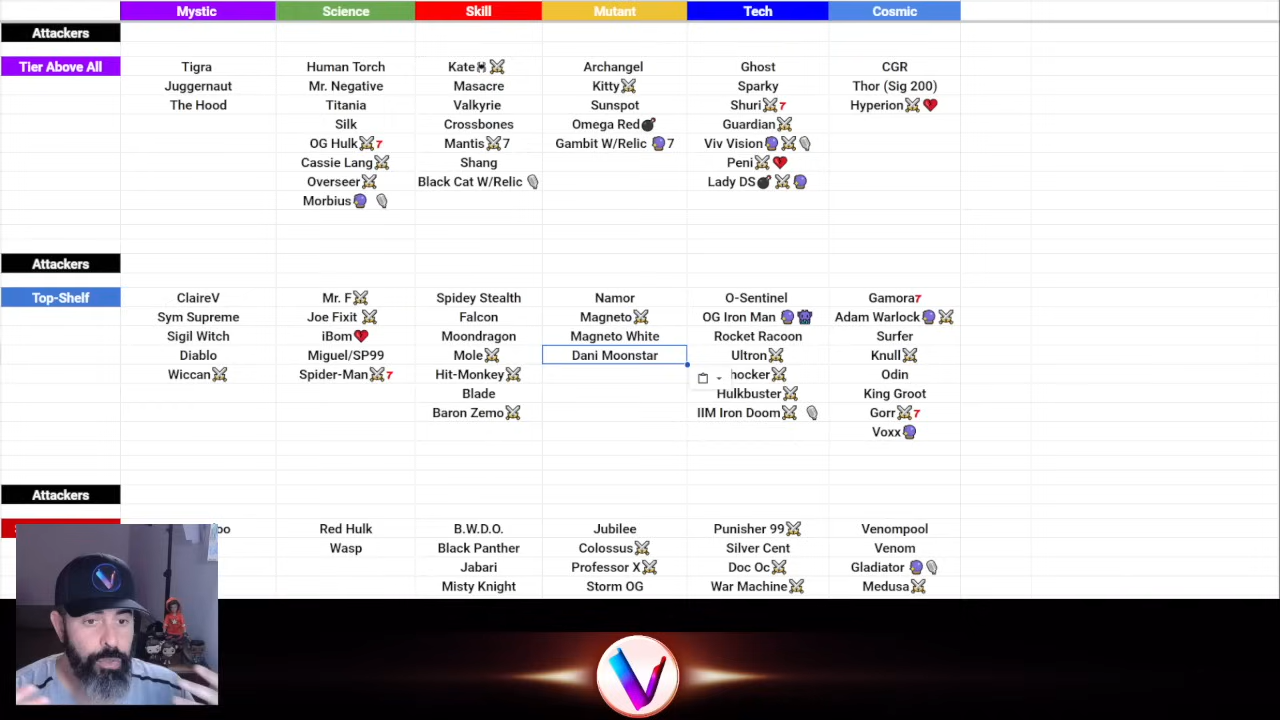 Mystic Science Skill Mutant Tech Cosmic
Attackers
Tier Above All Tigra Human Torch Kate Archangel Ghost CGR
Juggernaut Mr. Negative Masacre Kitty Sparky Thor (Sig 200)
The Hood Titania Valkyrie Sunspot Shuri 7 Hyperion
Silk Crossbones Omega Red Guardian
OG Hulk 7 Mantis 7 Gambit W/Relic 7 Viv Vision
Cassie Lang Shang Peni
Overseer Black Cat W/Relic Lady DS
Morbius
Attackers
Top-Shelf ClaireV Mr. F Spidey Stealth Namor O-Sentinel Gamora 7
Sym Supreme Joe Fixit Falcon Magneto OG Iron Man Adam Warlock
Sigil Witch iBom Moondragon Magneto White Rocket Racoon Surfer
Diablo Miguel/SP99 Mole Dani Moonstar Ultron Knull
Wiccan Spider-Man 7 Hit-Monkey hocker Odin
Blade Hulkbuster King Groot
Baron Zemo IIM Iron Doom Gorr 7
Voxx
Attackers
oo Red Hulk B.W.D.O. Jubilee Punisher 99 Venompool
Wasp Black Panther Colossus Silver Cent Venom
Jabari Professor X Doc Oc Gladiator
Misty Knight Storm OG War Machine Medusa